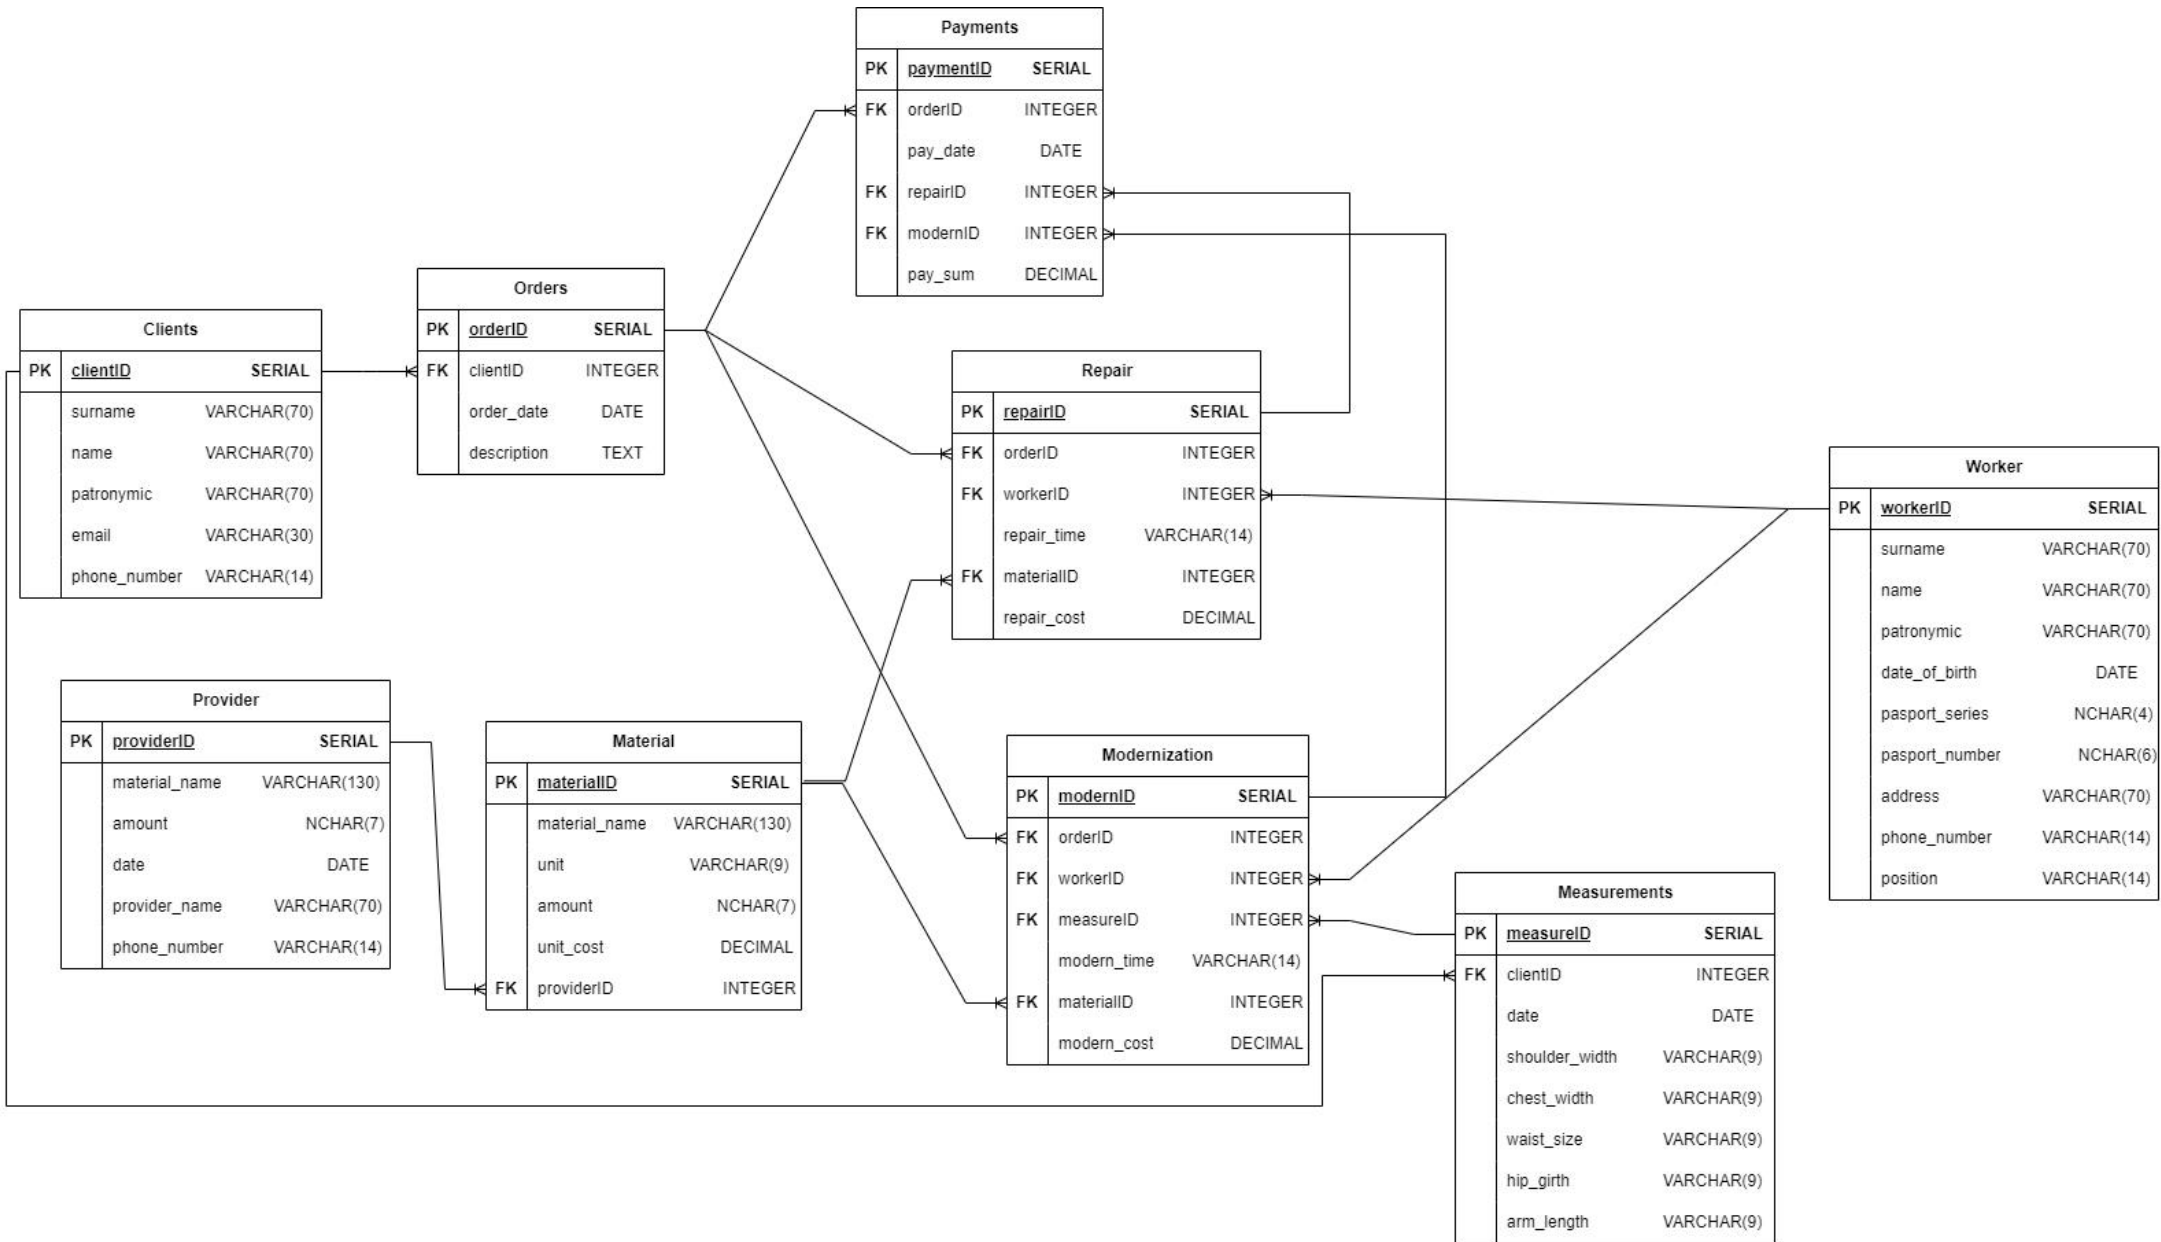 Payments
PK paymentID SERIAL
FK orderID INTEGER
pay_date DATE
FK repairID INTEGER
FK modernID INTEGER
pay_sum DECIMAL
Orders
PK orderID SERIAL
FK clientID INTEGER
order_date DATE
description TEXT
Clients
PK clientID SERIAL
surname VARCHAR(70)
name VARCHAR(70)
patronymic VARCHAR(70)
email VARCHAR(30)
phone_number VARCHAR(14)
Repair
PK repairID SERIAL
FK orderID INTEGER
FK workerID INTEGER
repair_time VARCHAR(14)
FK materialID INTEGER
repair_cost DECIMAL
Worker
PK workerID SERIAL
surname VARCHAR(70)
name VARCHAR(70)
patronymic VARCHAR(70)
date_of_birth DATE
pasport_series NCHAR(4)
pasport_number NCHAR(6)
address VARCHAR(70)
phone_number VARCHAR(14)
position VARCHAR(14)
Provider
PK providerID SERIAL
material_name VARCHAR(130)
amount NCHAR(7)
date DATE
provider_name VARCHAR(70)
phone_number VARCHAR(14)
Material
PK materialID SERIAL
material_name VARCHAR(130)
unit VARCHAR(9)
amount NCHAR(7)
unit_cost DECIMAL
FK providerID INTEGER
Modernization
PK modernID SERIAL
FK orderID INTEGER
FK workerID INTEGER
FK measureID INTEGER
modern_time VARCHAR(14)
FK materialID INTEGER
modern_cost DECIMAL
Measurements
PK measureID SERIAL
FK clientID INTEGER
date DATE
shoulder_width VARCHAR(9)
chest_width VARCHAR(9)
waist_size VARCHAR(9)
hip_girth VARCHAR(9)
arm_length VARCHAR(9)